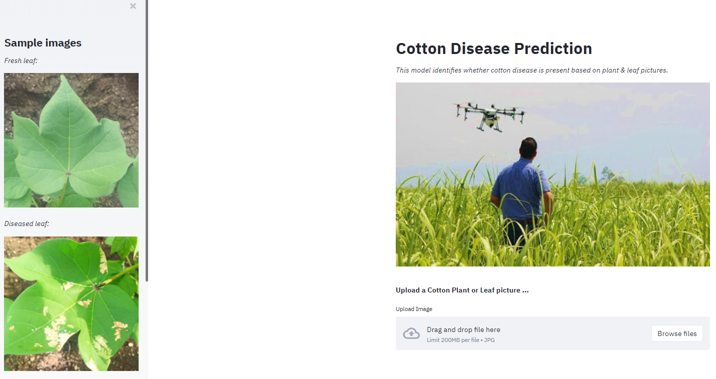 ×
Sample images
Fresh leaf:
Diseased leaf:
Cotton Disease Prediction
This model identifies whether cotton disease is present based on plant & leaf pictures.
Upload a Cotton Plant or Leaf picture ...
Upload Image
Drag and drop file here
Limit 200MB per file • JPG
Browse files